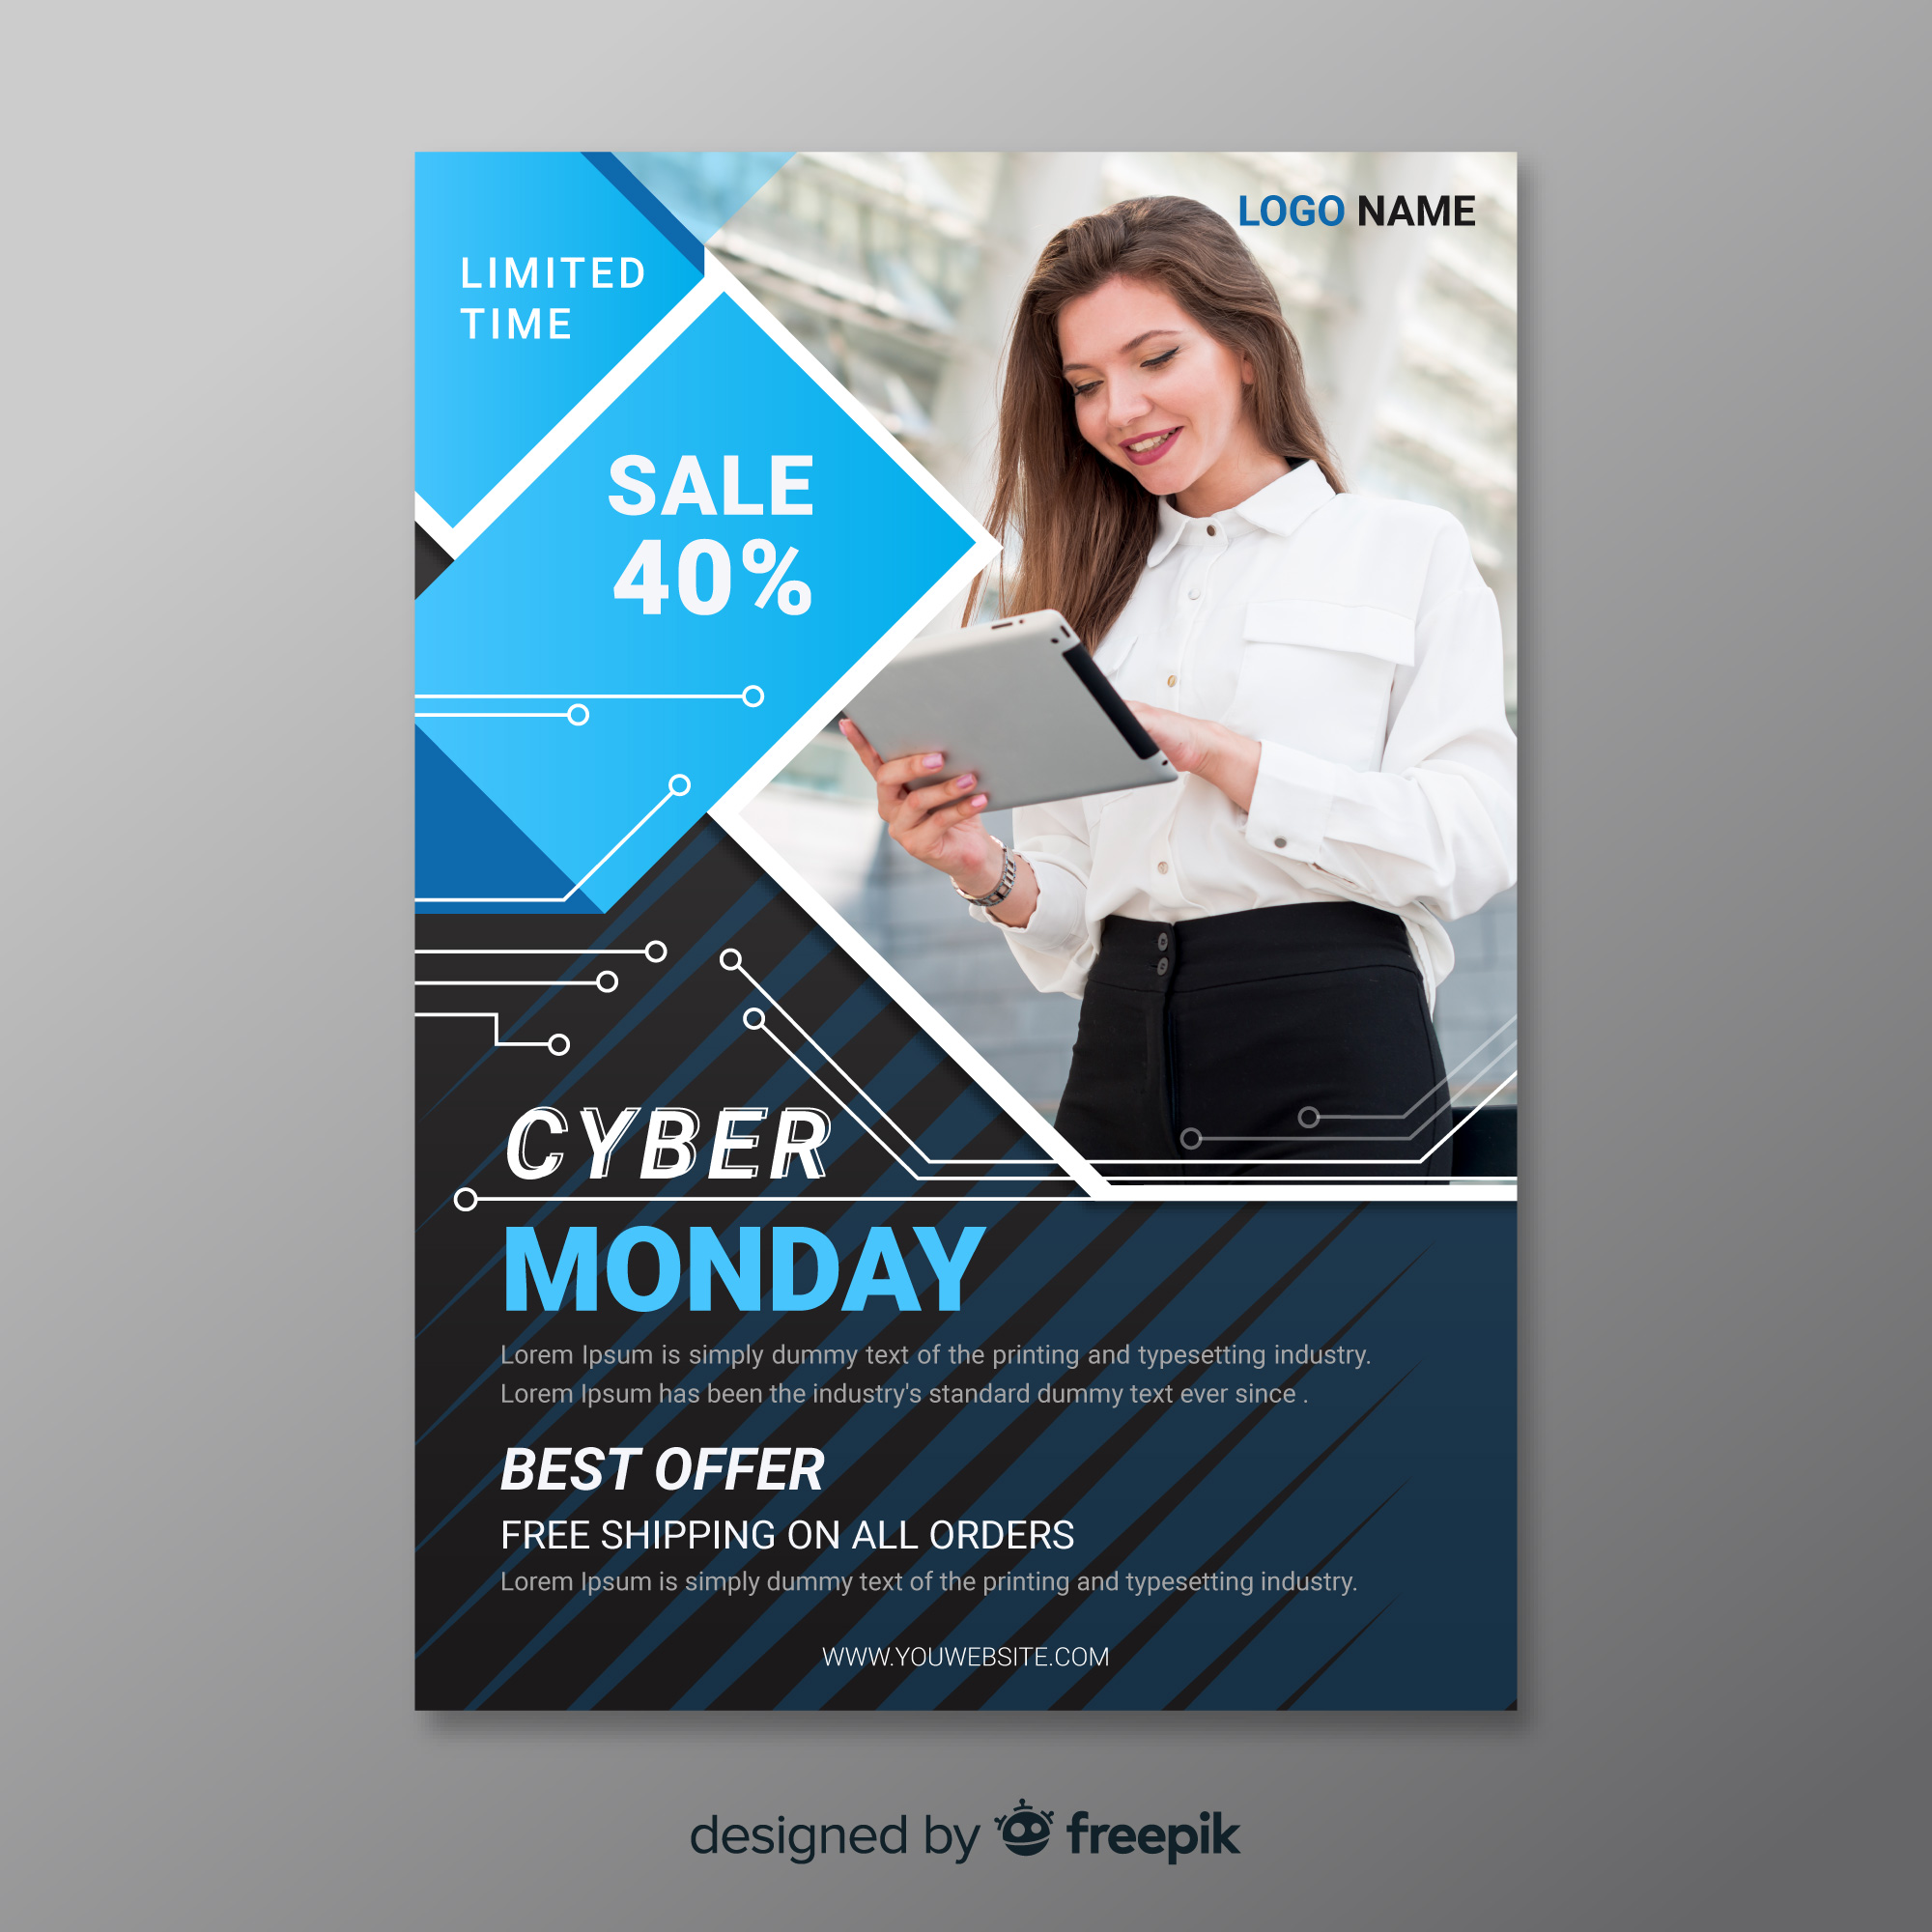 LOGO NAME
LIMITED
TIME
SALE
40%
CYBER
MONDAY
Lorem Ipsum is simply dummy text of the printing and typesetting industry.
Lorem Ipsum has been the industry's standard dummy text ever since .
BEST OFFER
FREE SHIPPING ON ALL ORDERS
Lorem Ipsum is simply dummy text of the printing and typesetting industry.
WWW.YOUWEBSITE.COM
designed by freepik